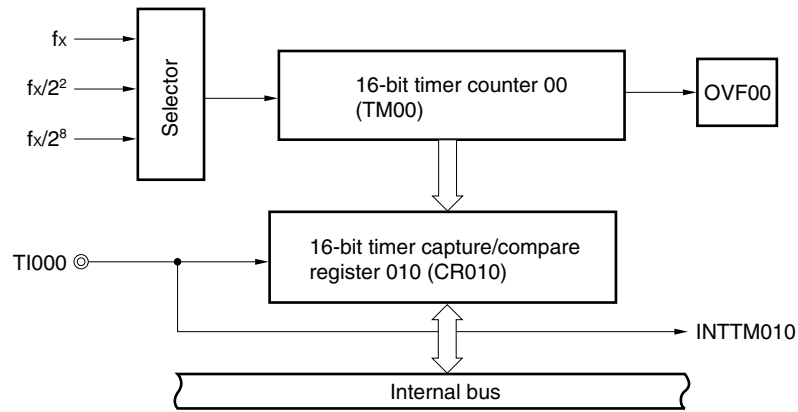 fx
fx/2²
fx/2⁸
Selector
16-bit timer counter 00
(TM00)
OVF00
TI000
16-bit timer capture/compare
register 010 (CR010)
INTTM010
Internal bus